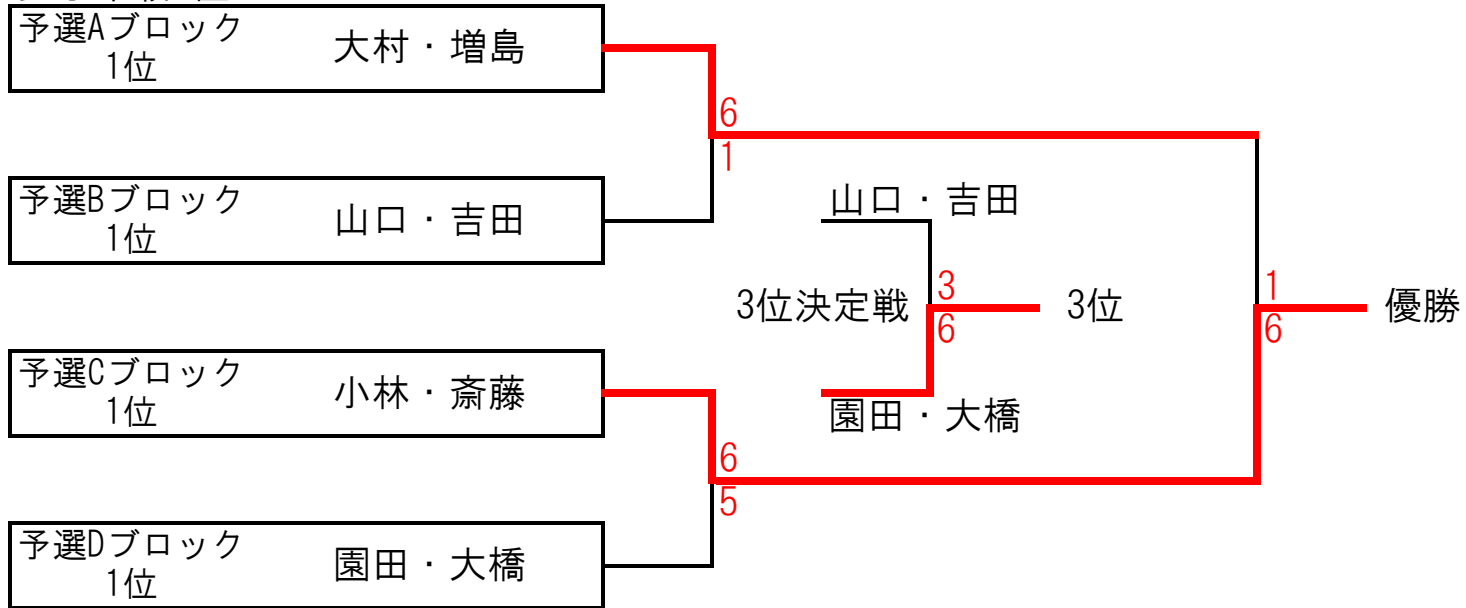 予選Aブロック
1位
大村・増島
6
1
予選Bブロック
1位
山口・吉田
山口・吉田
3位決定戦
3
6
3位
1
6
優勝
予選Cブロック
1位
小林・斎藤
園田・大橋
6
5
予選Dブロック
1位
園田・大橋